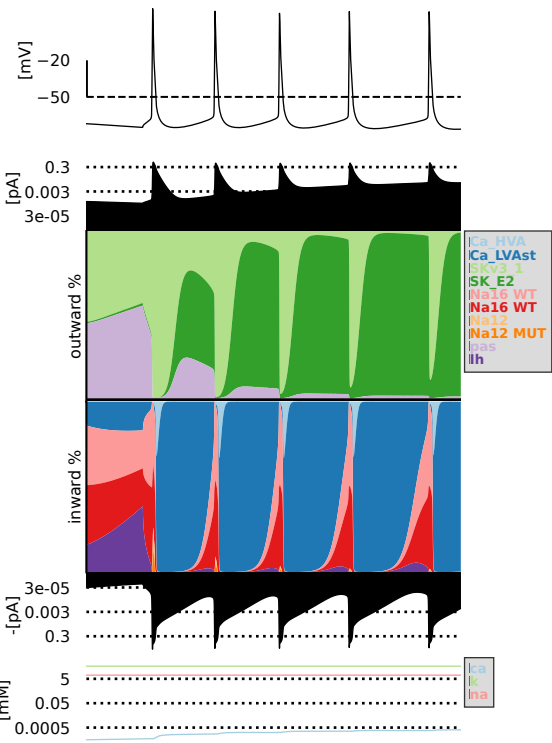 [mV]
−20
−50
[pA]
0.3
0.003
3e-05
outward %
Ca_HVA
Ca_LVAst
SKv3_1
SK_E2
Na16 WT
Na16 WT
Na12
Na12 MUT
pas
Ih
inward %
-[pA]
3e-05
0.003
0.3
[mM]
5
0.05
0.0005
ca
k
na